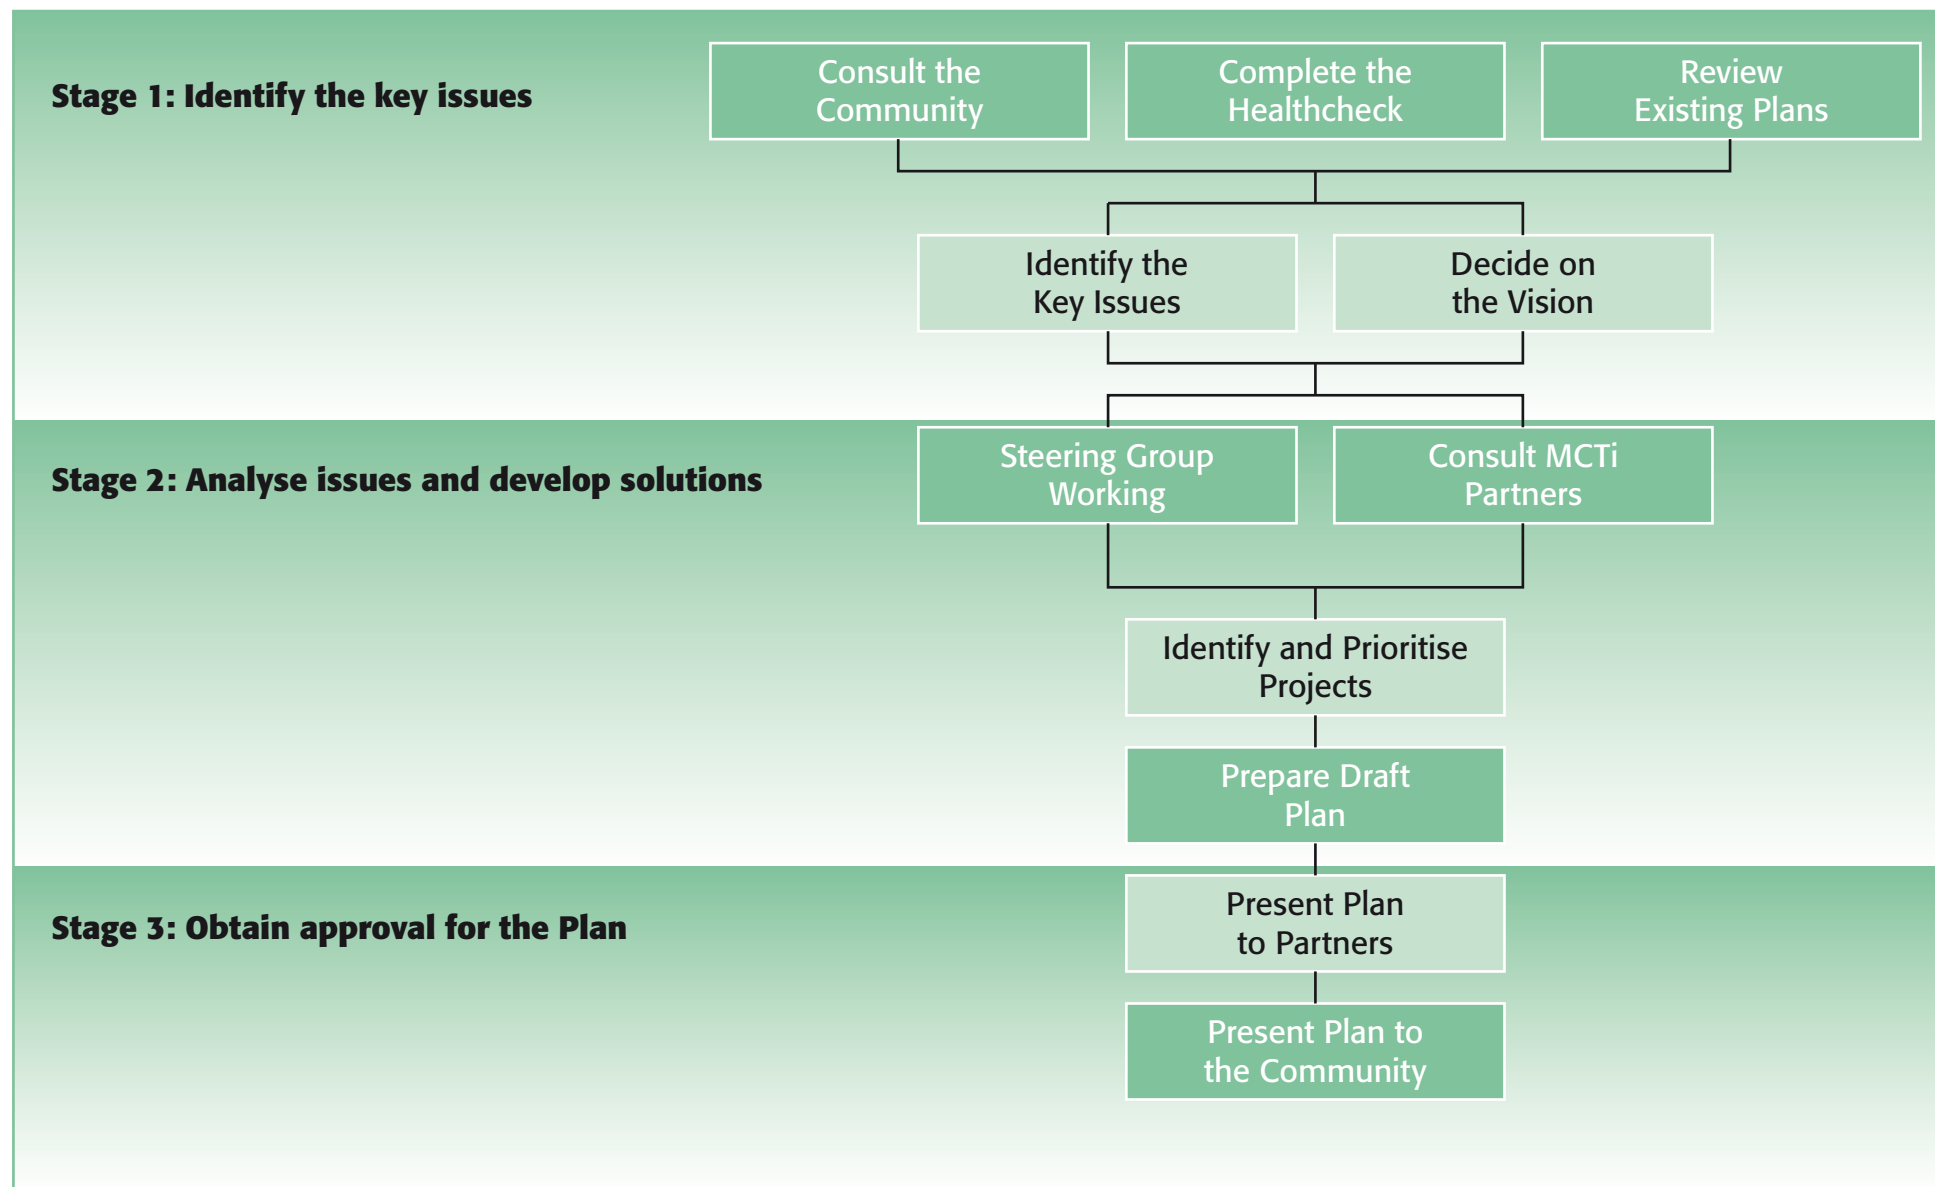 Stage 1: Identify the key issues
Consult the
Community
Complete the
Healthcheck
Review
Existing Plans
Identify the
Key Issues
Decide on
the Vision
Stage 2: Analyse issues and develop solutions
Steering Group
Working
Consult MCTi
Partners
Identify and Prioritise
Projects
Prepare Draft
Plan
Stage 3: Obtain approval for the Plan
Present Plan
to Partners
Present Plan to
the Community